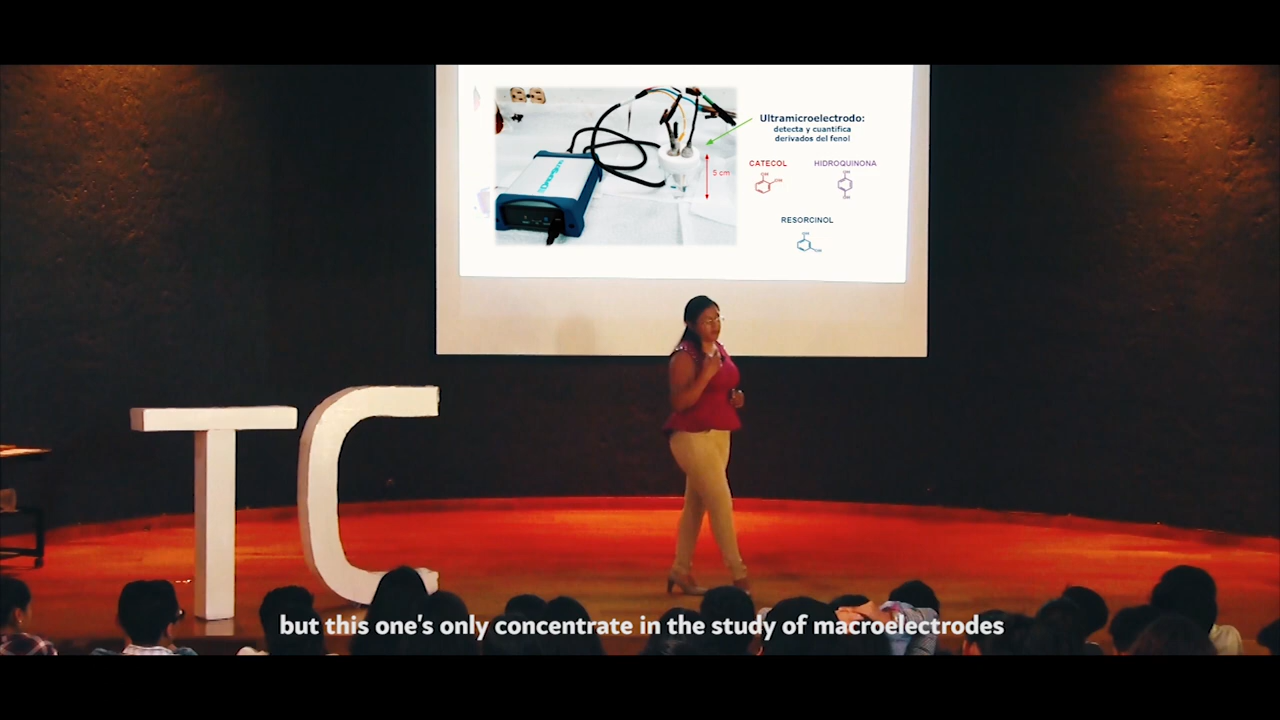 Ultramicroelectrodo:
detecta y cuantifica
derivados del fenol
CATECOL
HIDROQUINONA
5 cm
RESORCINOL
TC
but this one's only concentrate in the study of macroelectrodes